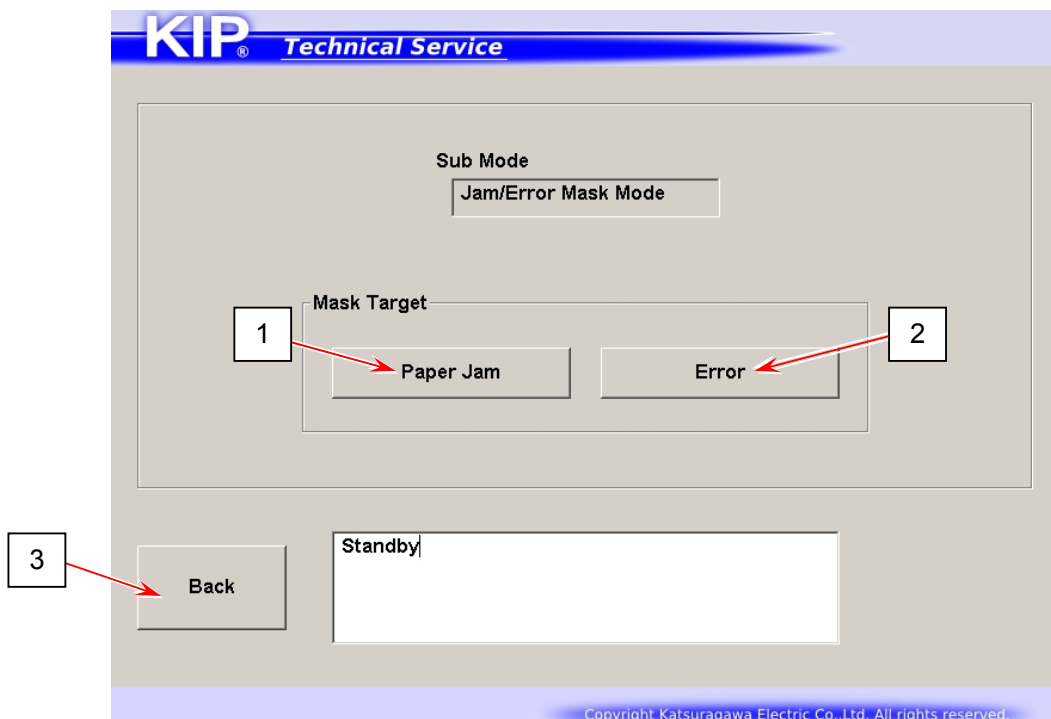 KIP® Technical Service
Sub Mode
Jam/Error Mask Mode
Mask Target
1
2
Paper Jam
Error
3
Standby
Back
Copyright Katsuragawa Electric Co.,Ltd. All rights reserved.